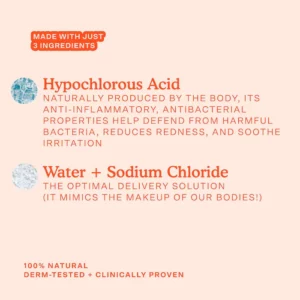 MADE WITH JUST
3 INGREDIENTS
Hypochlorous Acid
NATURALLY PRODUCED BY THE BODY, ITS
ANTI-INFLAMMATORY, ANTIBACTERIAL
PROPERTIES HELP DEFEND FROM HARMFUL
BACTERIA, REDUCES REDNESS, AND SOOTHE
IRRITATION
Water + Sodium Chloride
THE OPTIMAL DELIVERY SOLUTION
(IT MIMICS THE MAKEUP OF OUR BODIES!)
100% NATURAL
DERM-TESTED + CLINICALLY PROVEN